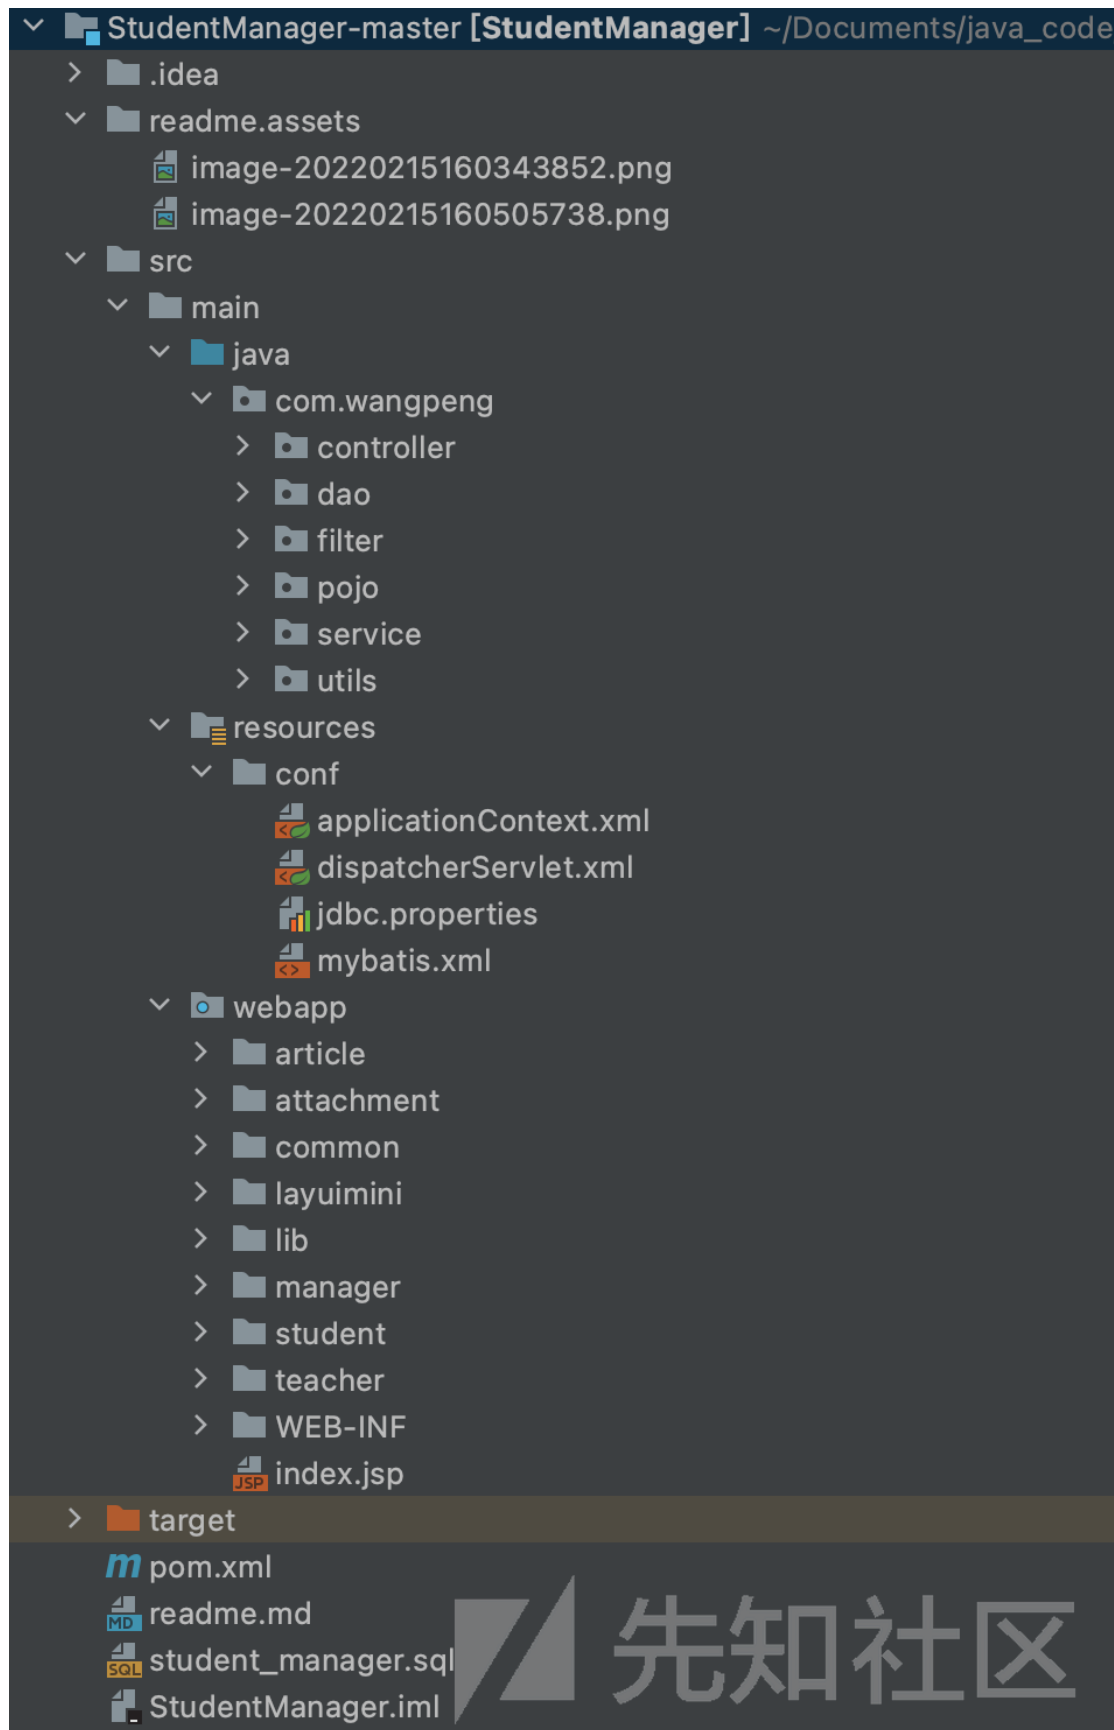 StudentManager-master [StudentManager] ~/Documents/java_code
.idea
readme.assets
image-20220215160343852.png
image-20220215160505738.png
src
main
java
com.wangpeng
controller
dao
filter
pojo
service
utils
resources
conf
applicationContext.xml
dispatcherServlet.xml
jdbc.properties
mybatis.xml
webapp
article
attachment
common
layuimini
lib
manager
student
teacher
WEB-INF
JSP index.jsp
target
m pom.xml
MD readme.md
SQL student_manager.sql
StudentManager.iml
先知社区